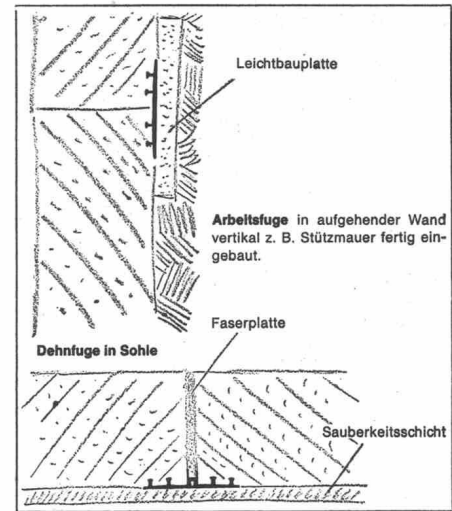 Leichtbauplatte
Arbeitsfuge in aufgehender Wand
vertikal z. B. Stützmauer fertig ein-
gebaut.
Faserplatte
Dehnfuge in Sohle
Sauberkeitsschicht